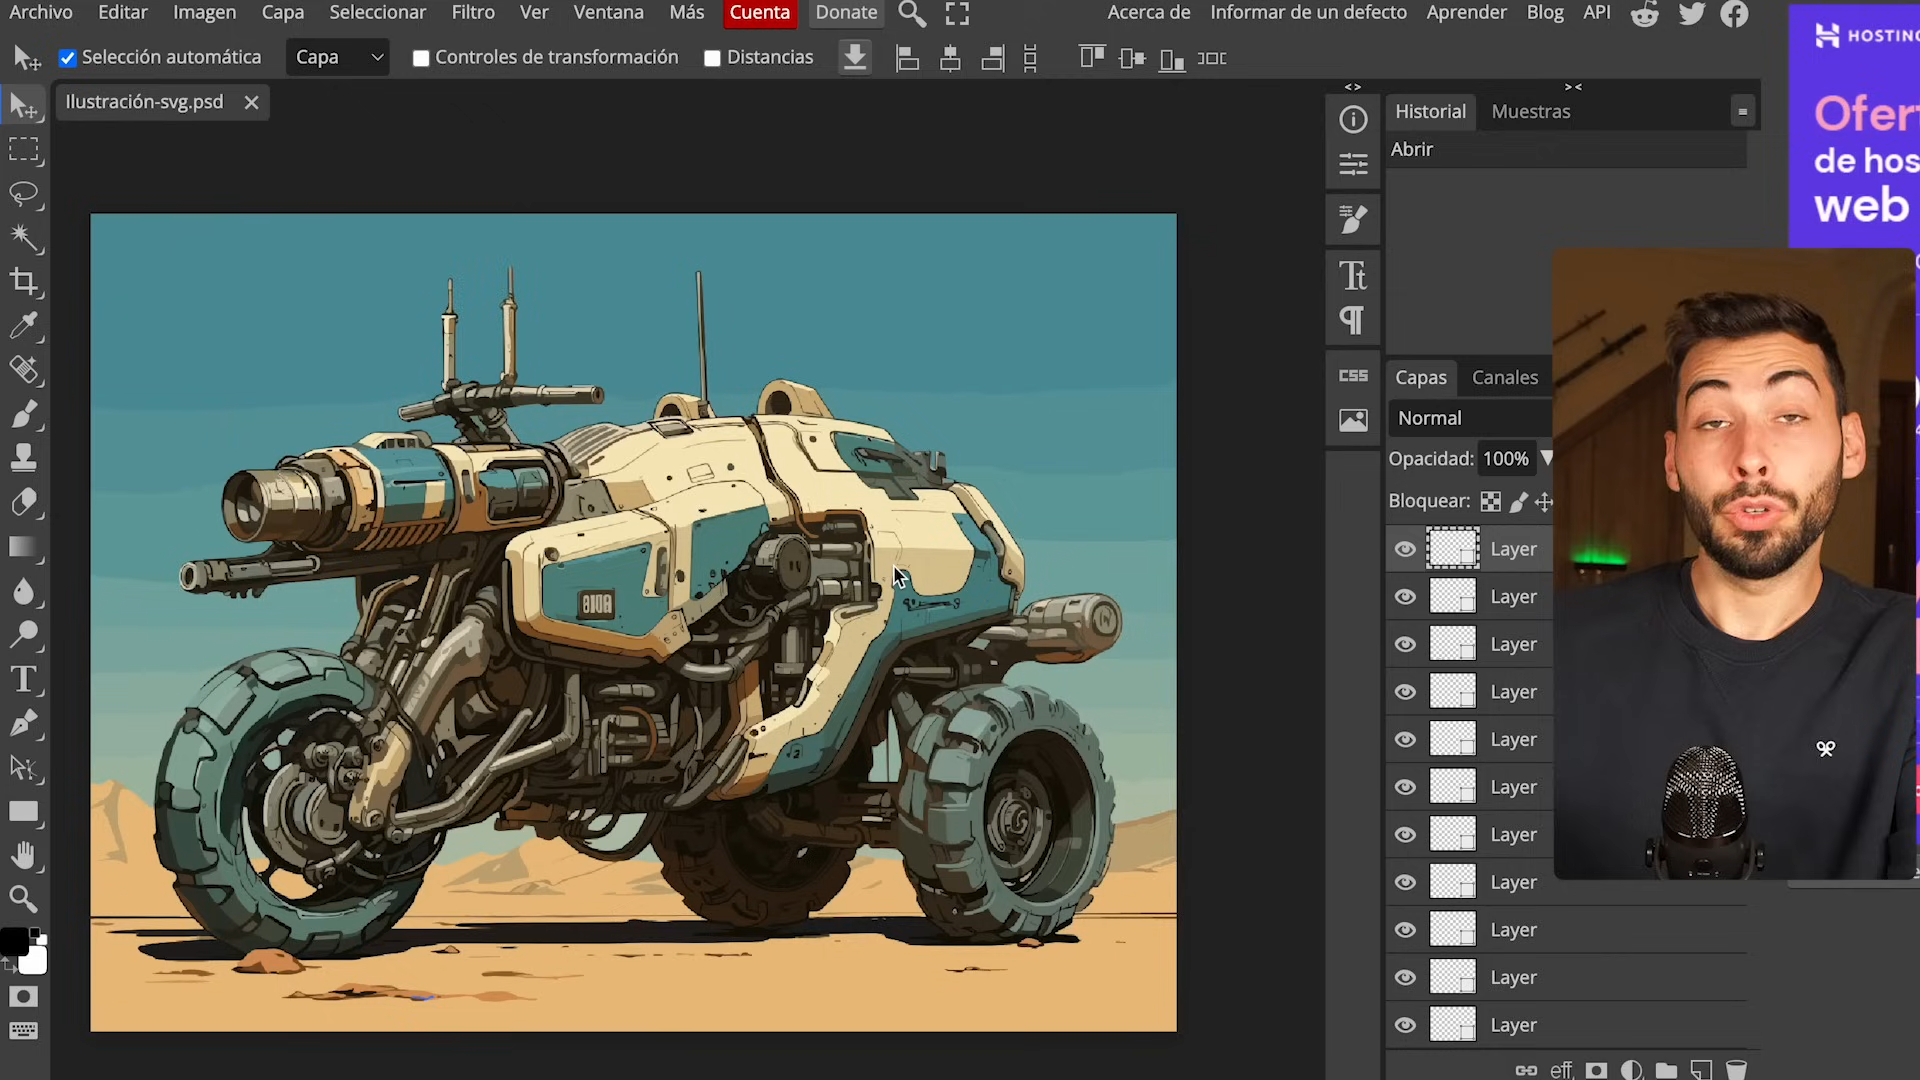 Archivo Editar Imagen Capa Seleccionar Filtro Ver Ventana Más Cuenta Donate Acerca de Informar de un defecto Aprender Blog API
Selección automática Capa Controles de transformación Distancias
HOSTING
Ilustración-svg.psd
Historial Muestras
Abrir
Ofert
de hos
web
Tt
CSS
Capas Canales
Normal
Opacidad: 100%
Bloquear:
Layer
Layer
Layer
Layer
Layer
Layer
Layer
Layer
Layer
Layer
Layer
T
eff